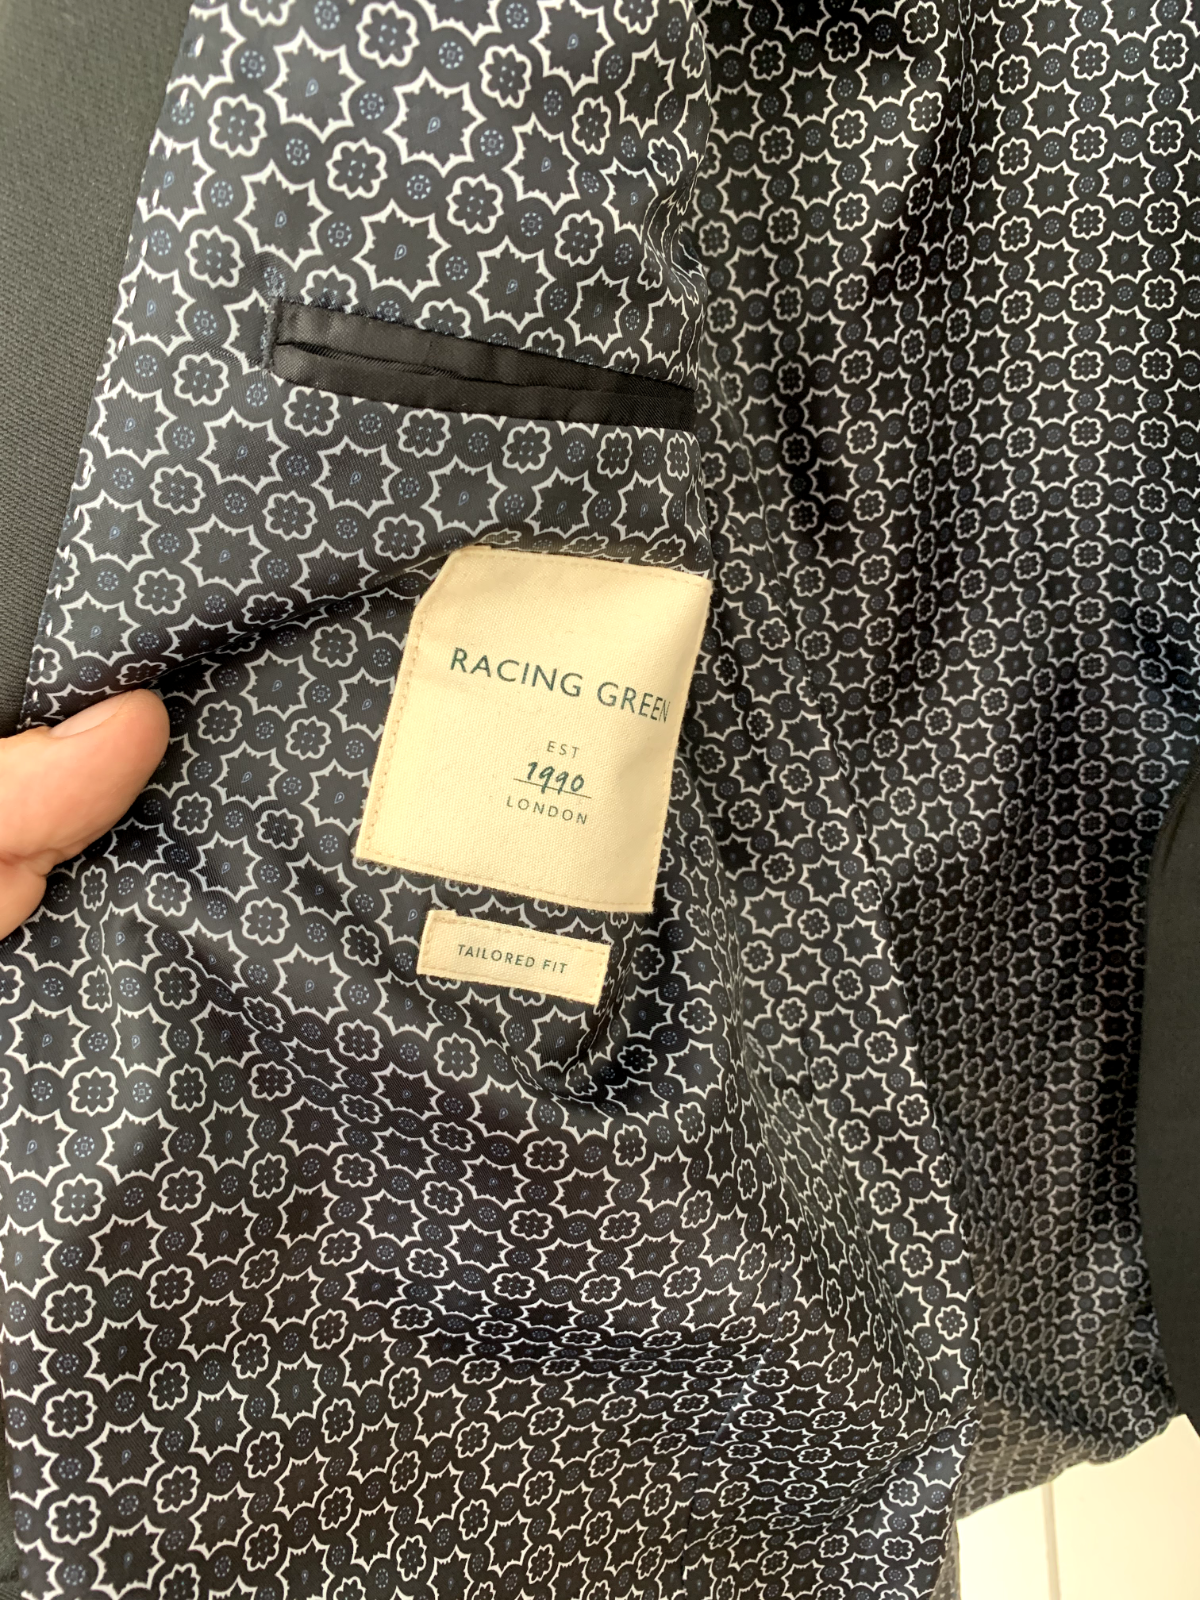 RACING GREEN
EST
1990
LONDON
TAILORED FIT